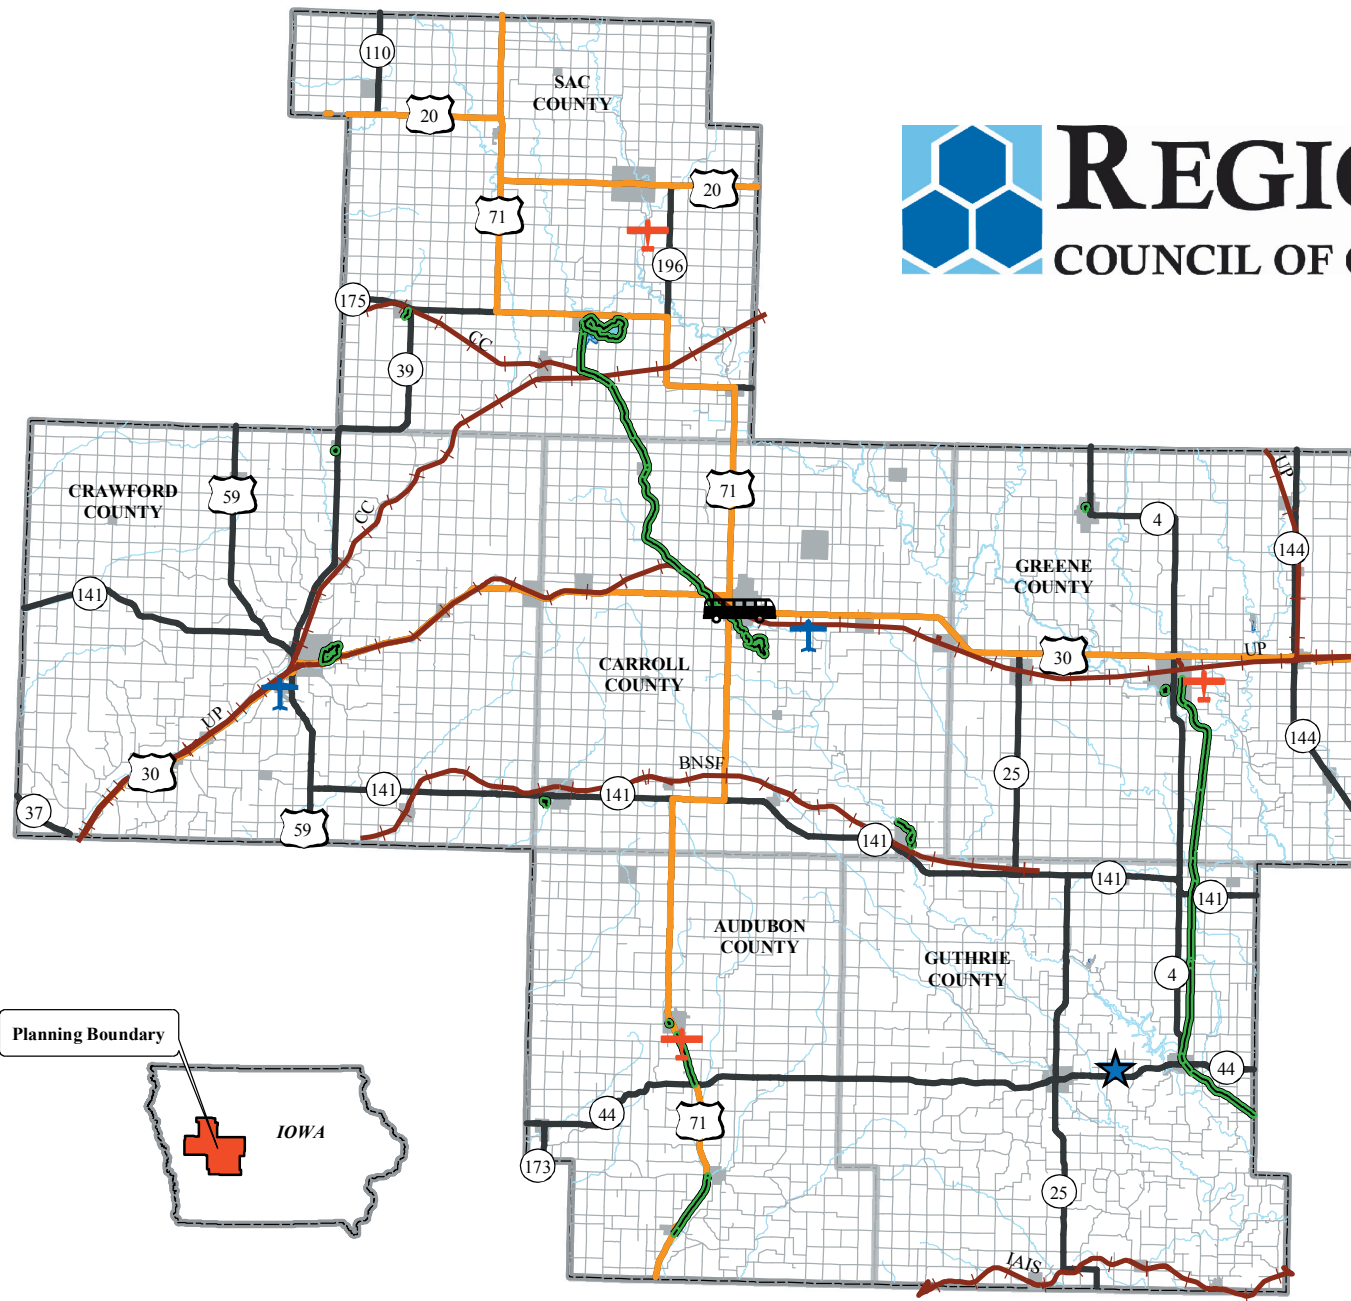 110
SAC
COUNTY
20
20
71
196
REGIO
COUNCIL OF
175
CC
39
CRAWFORD
COUNTY
59
CC
71
UP
4
144
GREENE
COUNTY
141
30
UP
CARROLL
COUNTY
UP
30
BNSF
25
144
37
141
141
59
141
141
141
AUDUBON
COUNTY
GUTHRIE
COUNTY
4
Planning Boundary
IOWA
44
44
71
173
25
IAIS